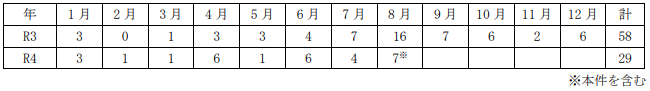 年 1月 2月 3月 4月 5月 6月 7月 8月 9月 10月 11月 12月 計
R3 3 0 1 3 3 4 7 16 7 6 2 6 58
R4 3 1 1 6 1 6 4 7※ 29
※本件を含む